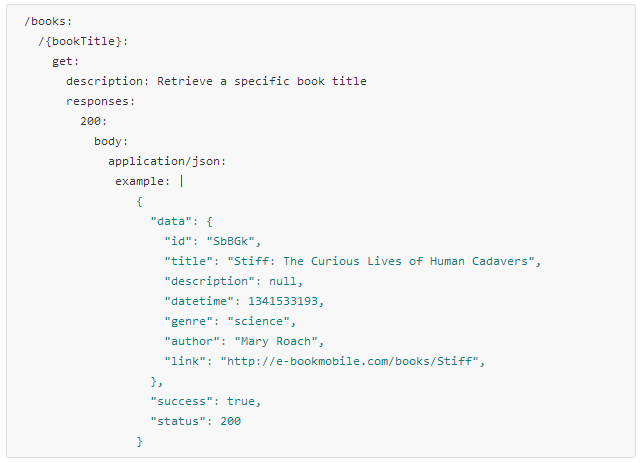 /books:
  /{bookTitle}:
    get:
      description: Retrieve a specific book title
      responses:
        200:
          body:
            application/json:
             example: |
                {
                  "data": {
                    "id": "SbBGk",
                    "title": "Stiff: The Curious Lives of Human Cadavers",
                    "description": null,
                    "datetime": 1341533193,
                    "genre": "science",
                    "author": "Mary Roach",
                    "link": "http://e-bookmobile.com/books/Stiff",
                  },
                  "success": true,
                  "status": 200
                }